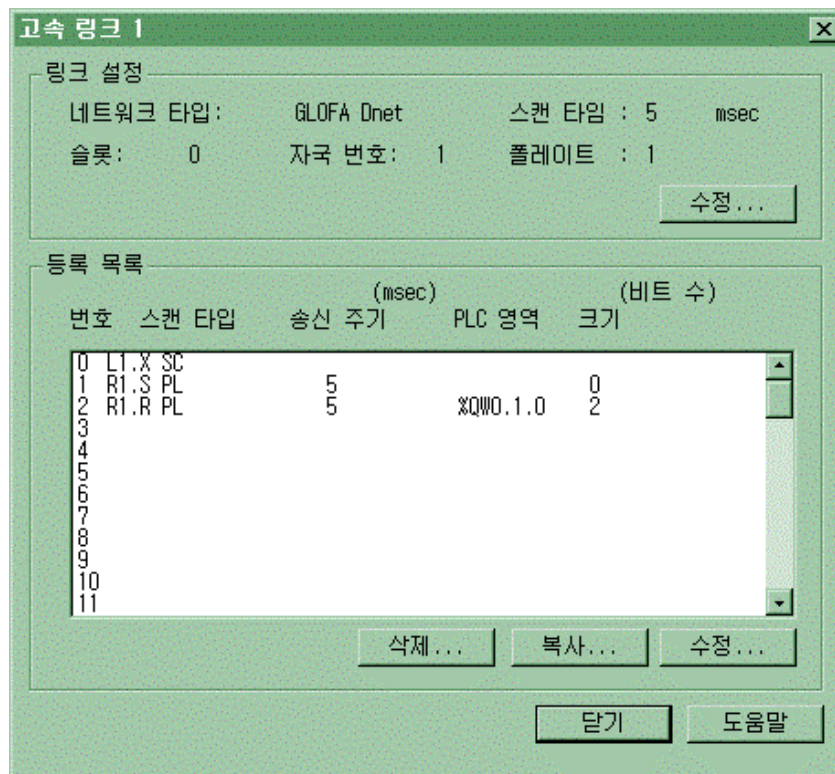 고속 링크 1
링크 설정
네트워크 타입: GLOFA Dnet 스캔 타임 : 5 msec
슬롯: 0 자국 번호: 1 폴레이트 : 1
수정...
등록 목록
(msec) (비트 수)
번호 스캔 타입 송신 주기 PLC 영역 크기
0 L1.X SC
1 R1.S PL 5 0
2 R1.R PL 5 %QW0.1.0 2
3
4
5
6
7
8
9
10
11
삭제... 복사... 수정...
닫기 도움말